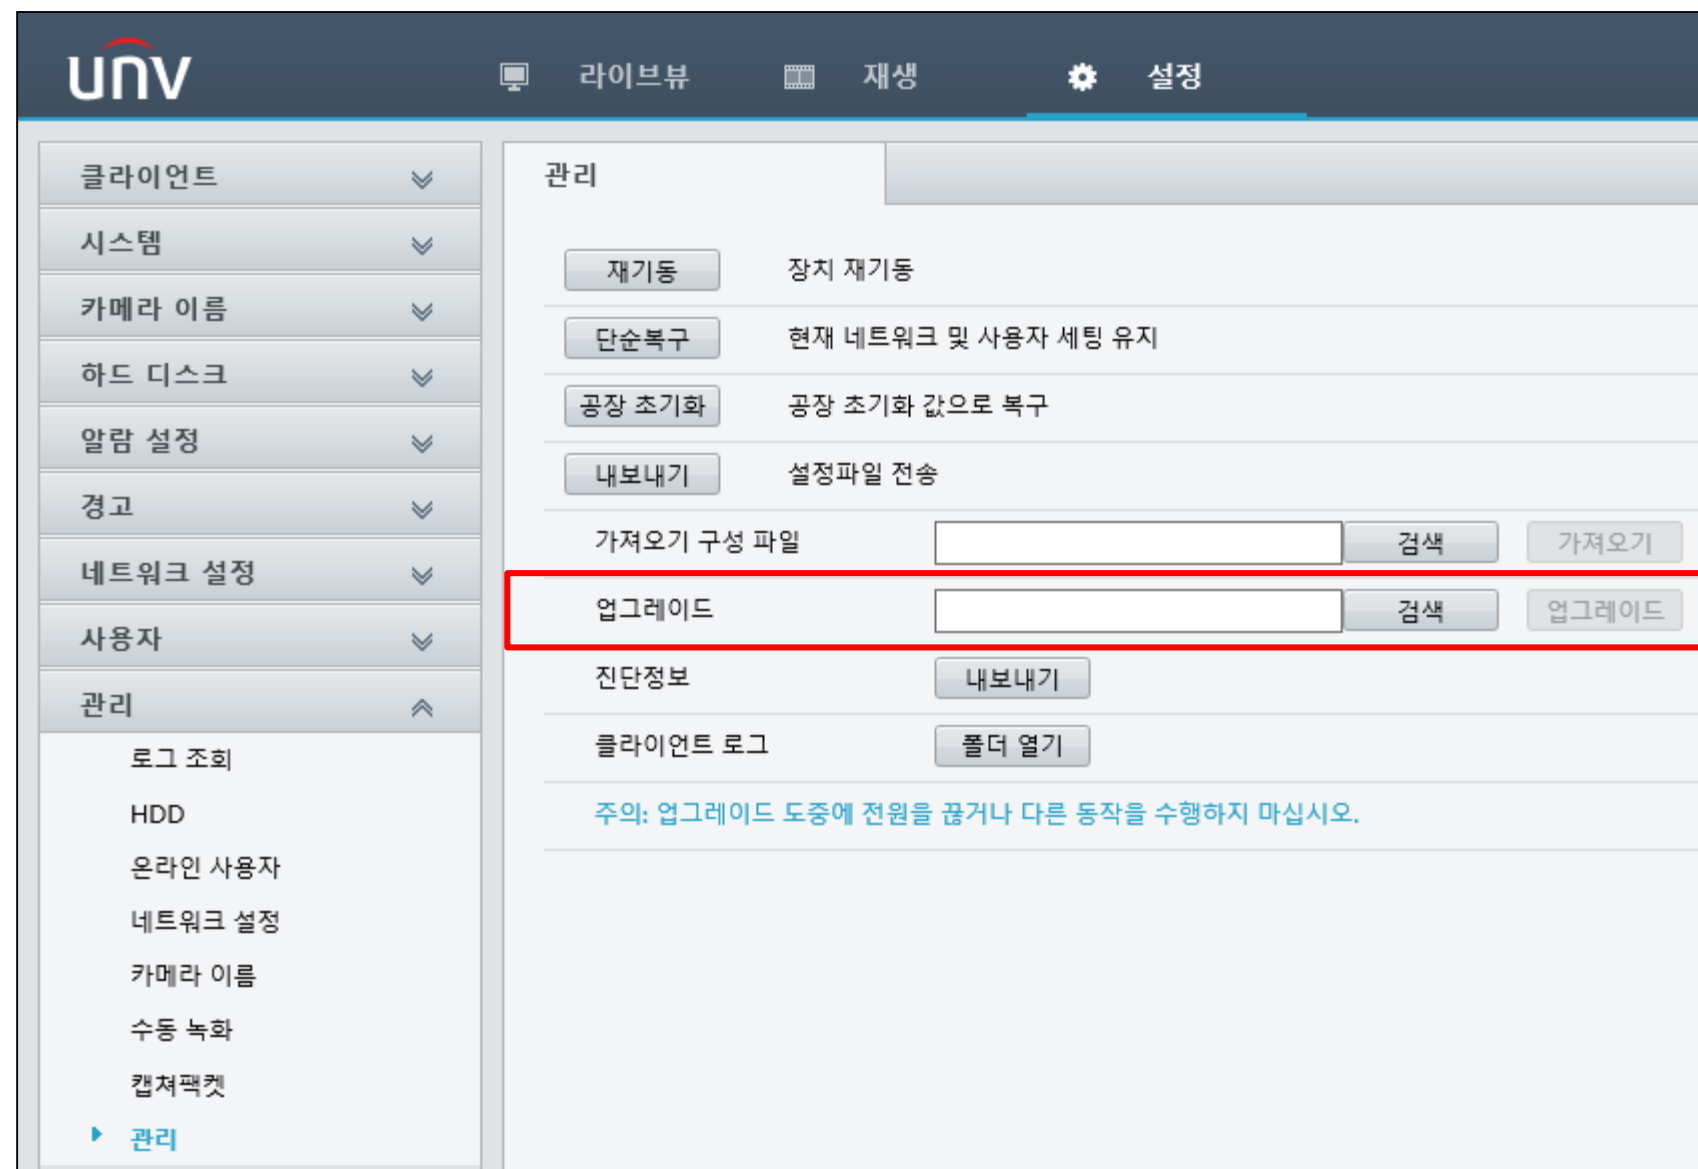 unv
라이브뷰 재생 설정
클라이언트
시스템
카메라 이름
하드 디스크
알람 설정
경고
네트워크 설정
사용자
관리
로그 조회
HDD
온라인 사용자
네트워크 설정
카메라 이름
수동 녹화
캡쳐팩켓
관리
관리
재기동 장치 재기동
단순복구 현재 네트워크 및 사용자 세팅 유지
공장 초기화 공장 초기화 값으로 복구
내보내기 설정파일 전송
가져오기 구성 파일 검색 가져오기
업그레이드 검색 업그레이드
진단정보 내보내기
클라이언트 로그 폴더 열기
주의: 업그레이드 도중에 전원을 끊거나 다른 동작을 수행하지 마십시오.